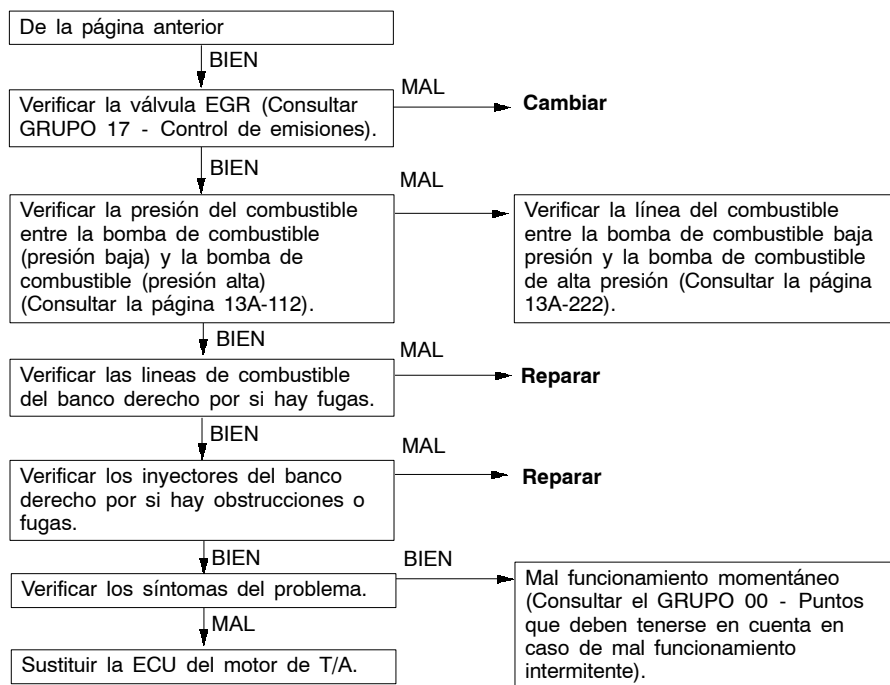 De la página anterior
BIEN
Verificar la válvula EGR (Consultar
GRUPO 17 - Control de emisiones).
MAL
Cambiar
BIEN
Verificar la presión del combustible
entre la bomba de combustible
(presión baja) y la bomba de
combustible (presión alta)
(Consultar la página 13A-112).
MAL
Verificar la línea del combustible
entre la bomba de combustible baja
presión y la bomba de combustible
de alta presión (Consultar la página
13A-222).
BIEN
Verificar las lineas de combustible
del banco derecho por si hay fugas.
MAL
Reparar
BIEN
Verificar los inyectores del banco
derecho por si hay obstrucciones o
fugas.
MAL
Reparar
BIEN
Verificar los síntomas del problema.
BIEN
Mal funcionamiento momentáneo
(Consultar el GRUPO 00 - Puntos
que deben tenerse en cuenta en
caso de mal funcionamiento
intermitente).
MAL
Sustituir la ECU del motor de T/A.